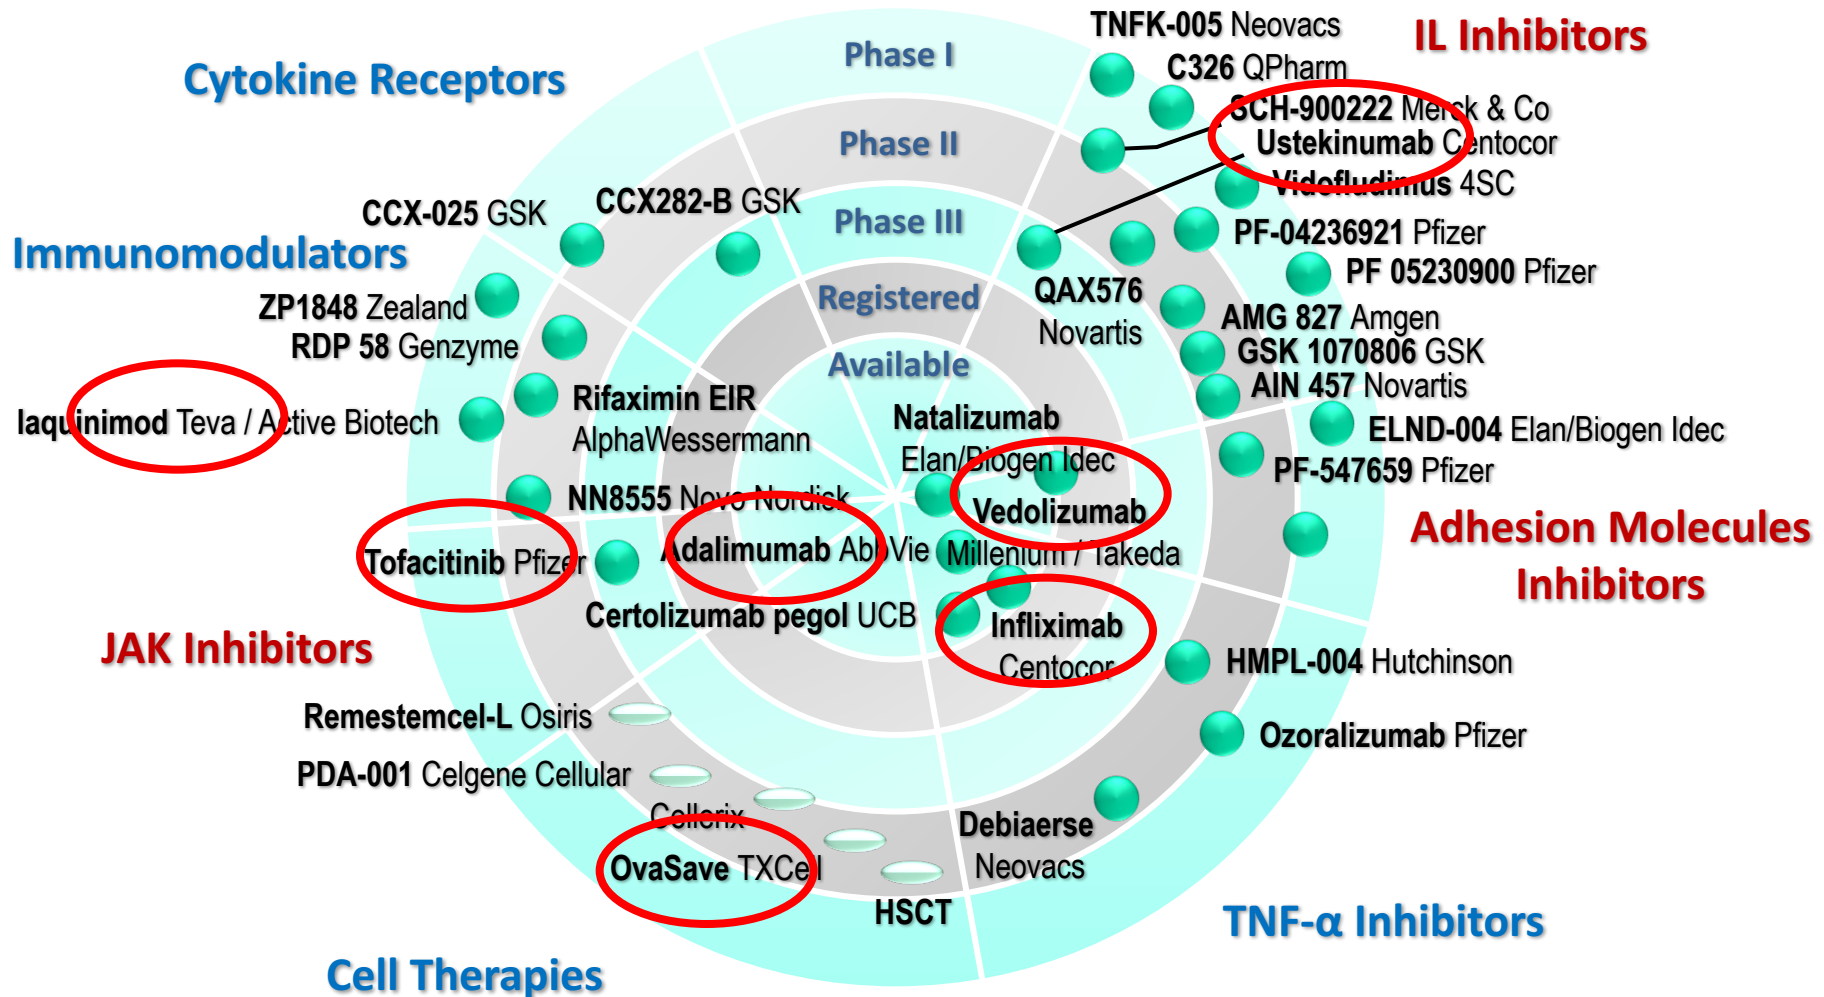 TNFK-005 Neovacs
IL Inhibitors
Phase I
C326 QPharm
Cytokine Receptors
SCH-900222 Merck & Co
Phase II
Ustekinumab Centocor
Vidofludimus 4SC
CCX-025 GSK
CCX282-B GSK
Phase III
PF-04236921 Pfizer
Immunomodulators
PF 05230900 Pfizer
ZP1848 Zealand
Registered
QAX576
Novartis
AMG 827 Amgen
RDP 58 Genzyme
GSK 1070806 GSK
Available
AIN 457 Novartis
Rifaximin EIR
AlphaWessermann
Natalizumab
Elan/Biogen Idec
laquinimod Teva / Active Biotech
ELND-004 Elan/Biogen Idec
PF-547659 Pfizer
NN8555 Novo Nordisk
Vedolizumab
Millenium / Takeda
Adhesion Molecules
Inhibitors
Tofacitinib Pfizer
Adalimumab AbbVie
Certolizumab pegol UCB
Infliximab
Centocor
JAK Inhibitors
HMPL-004 Hutchinson
Remestemcel-L Osiris
Ozoralizumab Pfizer
PDA-001 Celgene Cellular
Cellerix
Debiaerse
Neovacs
OvaSave TXCell
HSCT
TNF-α Inhibitors
Cell Therapies